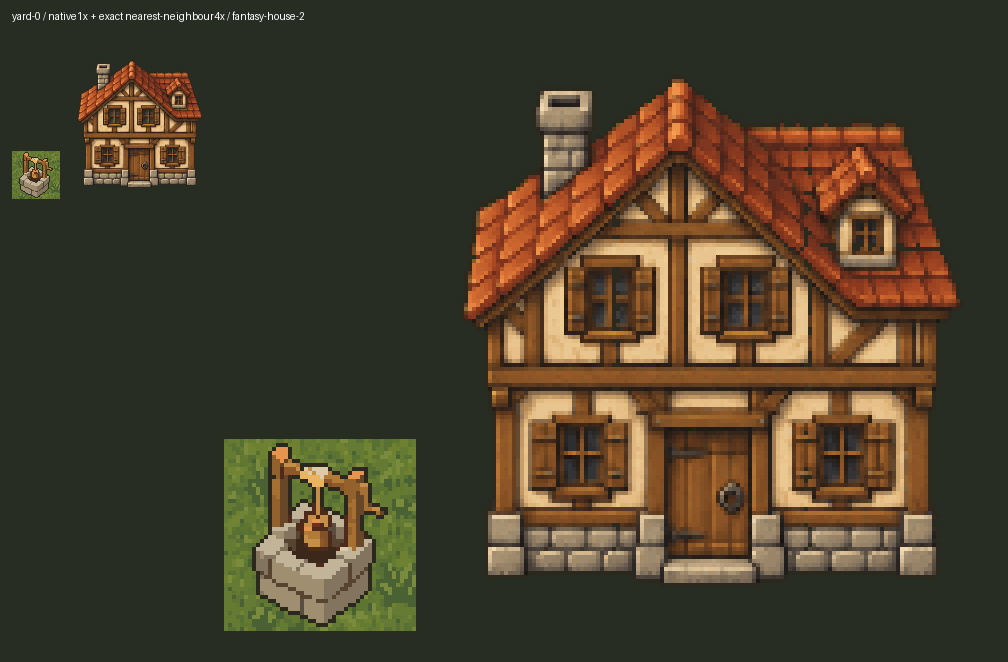 yard-0 / native1x + exact nearest-neighbour4x / fantasy-house-2